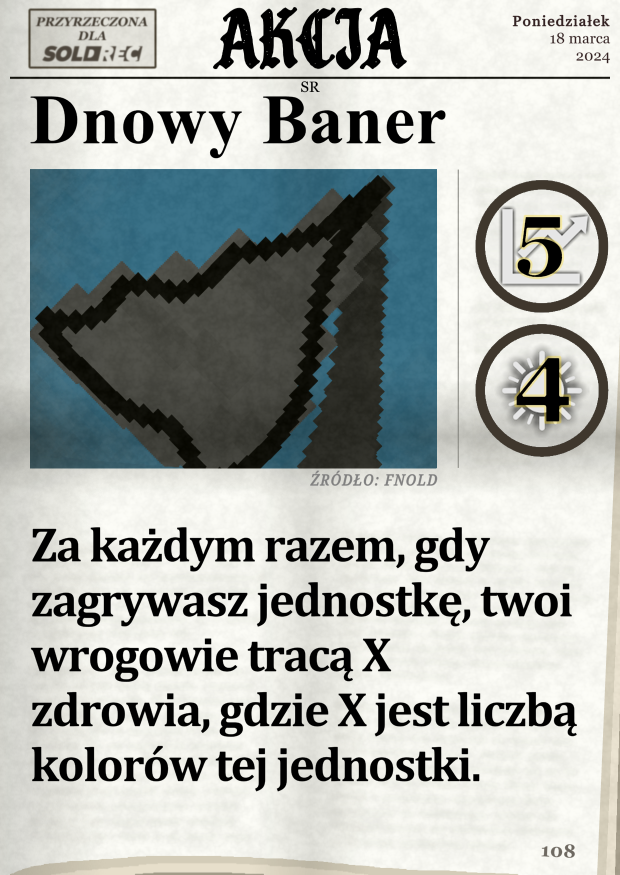 PRZYRZECZONA
DLA
SOLDREC
AKCJA
Poniedziałek
18 marca
2024
SR
Dnowy Baner
5
4
ŹRÓDŁO: FNOLD
Za każdym razem, gdy
zagrywasz jednostkę, twoi
wrogowie tracą X
zdrowia, gdzie X jest liczbą
kolorów tej jednostki.
108